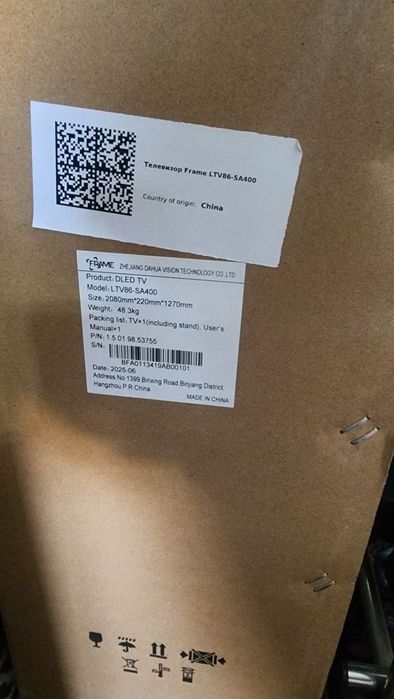 Телевизор Frame LTV86-SA400
Country of origin: China
FRAME ZHEJIANG DAHUA VISION TECHNOLOGY CO. LTD
Product: DLED TV
Model: LTV86-SA400
Size: 2080mm*220mm*1270mm
Weight: 48.3kg
Packing list: TV×1(including stand), User's
Manual×1
P/N: 1.5.01.98.53755
S/N:
BFA0113419AB00101
Date: 2025-06
Address:No.1399,Binxing Road,Binjiang District
Hangzhou,P.R.China
MADE IN CHINA